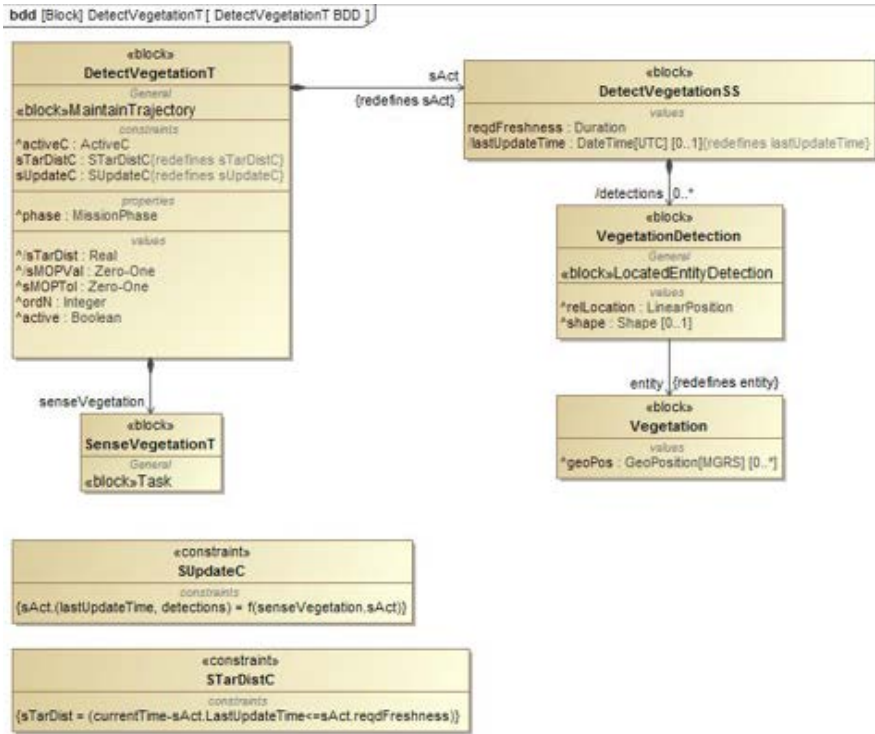 bdd [Block] DetectVegetationT [ DetectVegetationT BDD ]
«block»
DetectVegetationT
General
«block»MaintainTrajectory
constraints
^activeC : ActiveC
sTarDistC : STarDistC{redefines sTarDistC}
sUpdateC : SUpdateC{redefines sUpdateC}
properties
^phase : MissionPhase
values
^/sTarDist : Real
^/sMOPVal : Zero-One
^sMOPTol : Zero-One
^ordN : Integer
^active : Boolean
sAct
{redefines sAct}
«block»
DetectVegetationSS
values
reqdFreshness : Duration
/lastUpdateTime : DateTime[UTC] [0..1]{redefines lastUpdateTime}
/detections 0..*
«block»
VegetationDetection
General
«block»LocatedEntityDetection
values
^relLocation : LinearPosition
^shape : Shape [0..1]
entity {redefines entity}
«block»
Vegetation
values
^geoPos : GeoPosition[MGRS] [0..*]
senseVegetation
«block»
SenseVegetationT
General
«block»Task
«constraint»
SUpdateC
constraints
{sAct.(lastUpdateTime, detections) = f(senseVegetation,sAct)}
«constraint»
STarDistC
constraints
{sTarDist = (currentTime-sAct.LastUpdateTime<=sAct.reqdFreshness)}